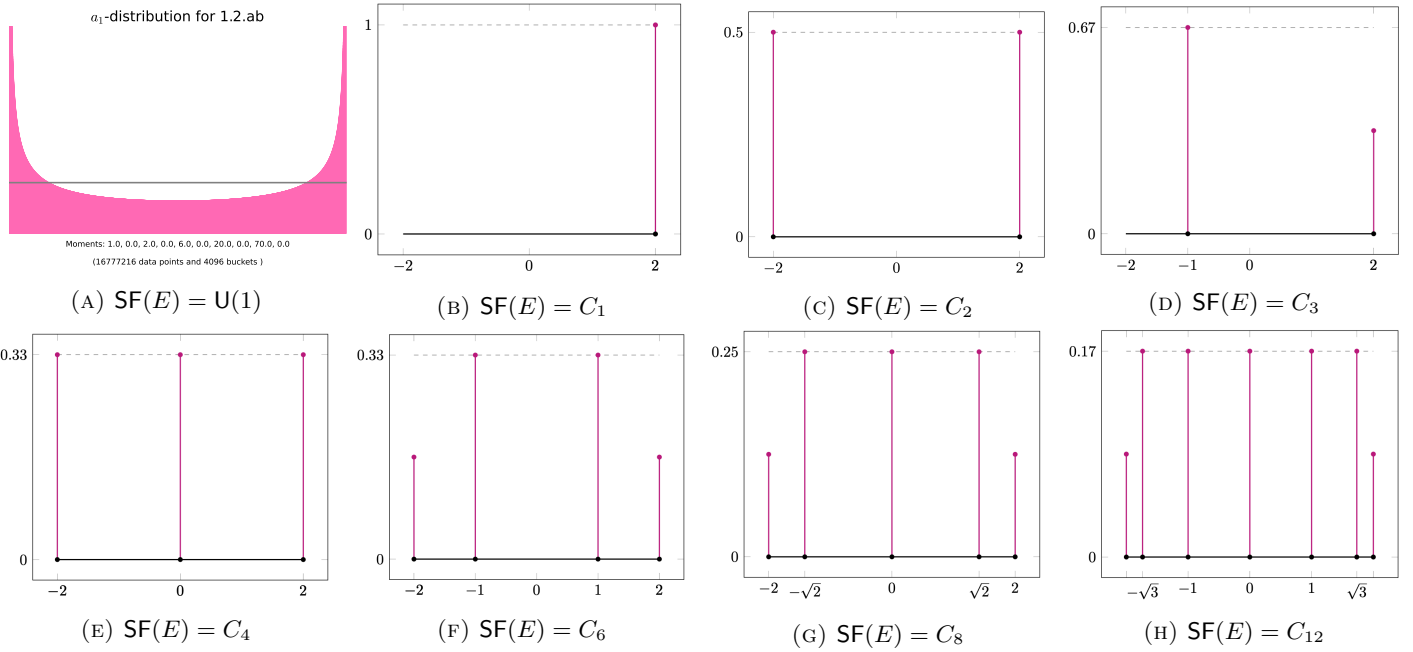 a₁-distribution for 1.2.ab
Moments: 1.0, 0.0, 2.0, 0.0, 6.0, 0.0, 20.0, 0.0, 70.0, 0.0
(16777216 data points and 4096 buckets )
(A) SF(E) = U(1)
1
0
−2 0 2
(B) SF(E) = C₁
0.5
0
−2 0 2
(C) SF(E) = C₂
0.67
0
−2 −1 0 2
(D) SF(E) = C₃
0.33
0
−2 0 2
(E) SF(E) = C₄
0.33
0
−2 −1 0 1 2
(F) SF(E) = C₆
0.25
0
−2 −√2 0 √2 2
(G) SF(E) = C₈
0.17
0
−√3 −1 0 1 √3
(H) SF(E) = C₁₂